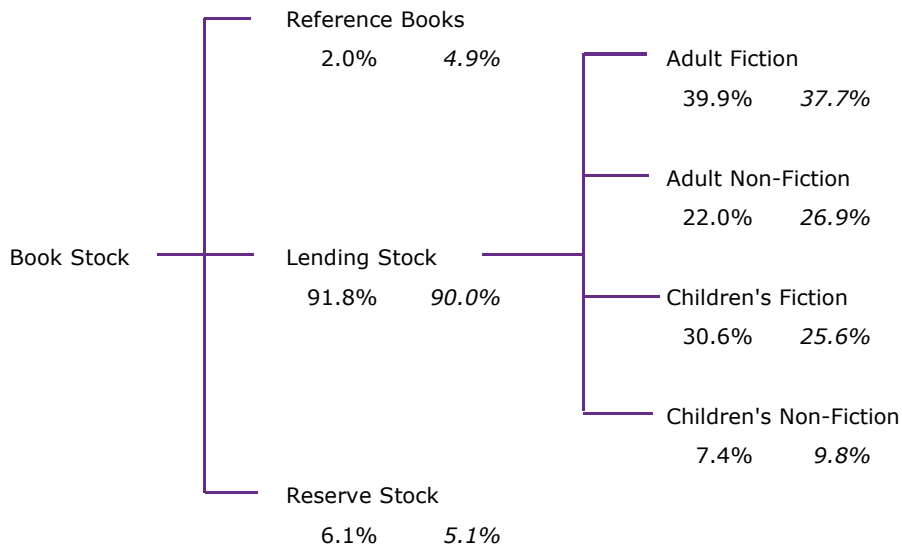 Reference Books
2.0% 4.9%
Adult Fiction
39.9% 37.7%
Adult Non-Fiction
22.0% 26.9%
Book Stock
Lending Stock
91.8% 90.0%
Children's Fiction
30.6% 25.6%
Children's Non-Fiction
7.4% 9.8%
Reserve Stock
6.1% 5.1%